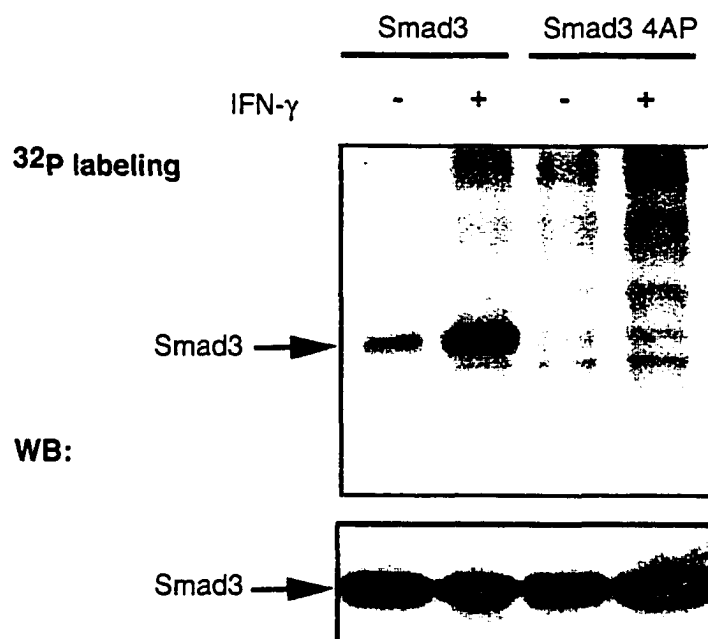 Smad3 Smad3 4AP
IFN-γ - + - +
32P labeling
Smad3
WB:
Smad3